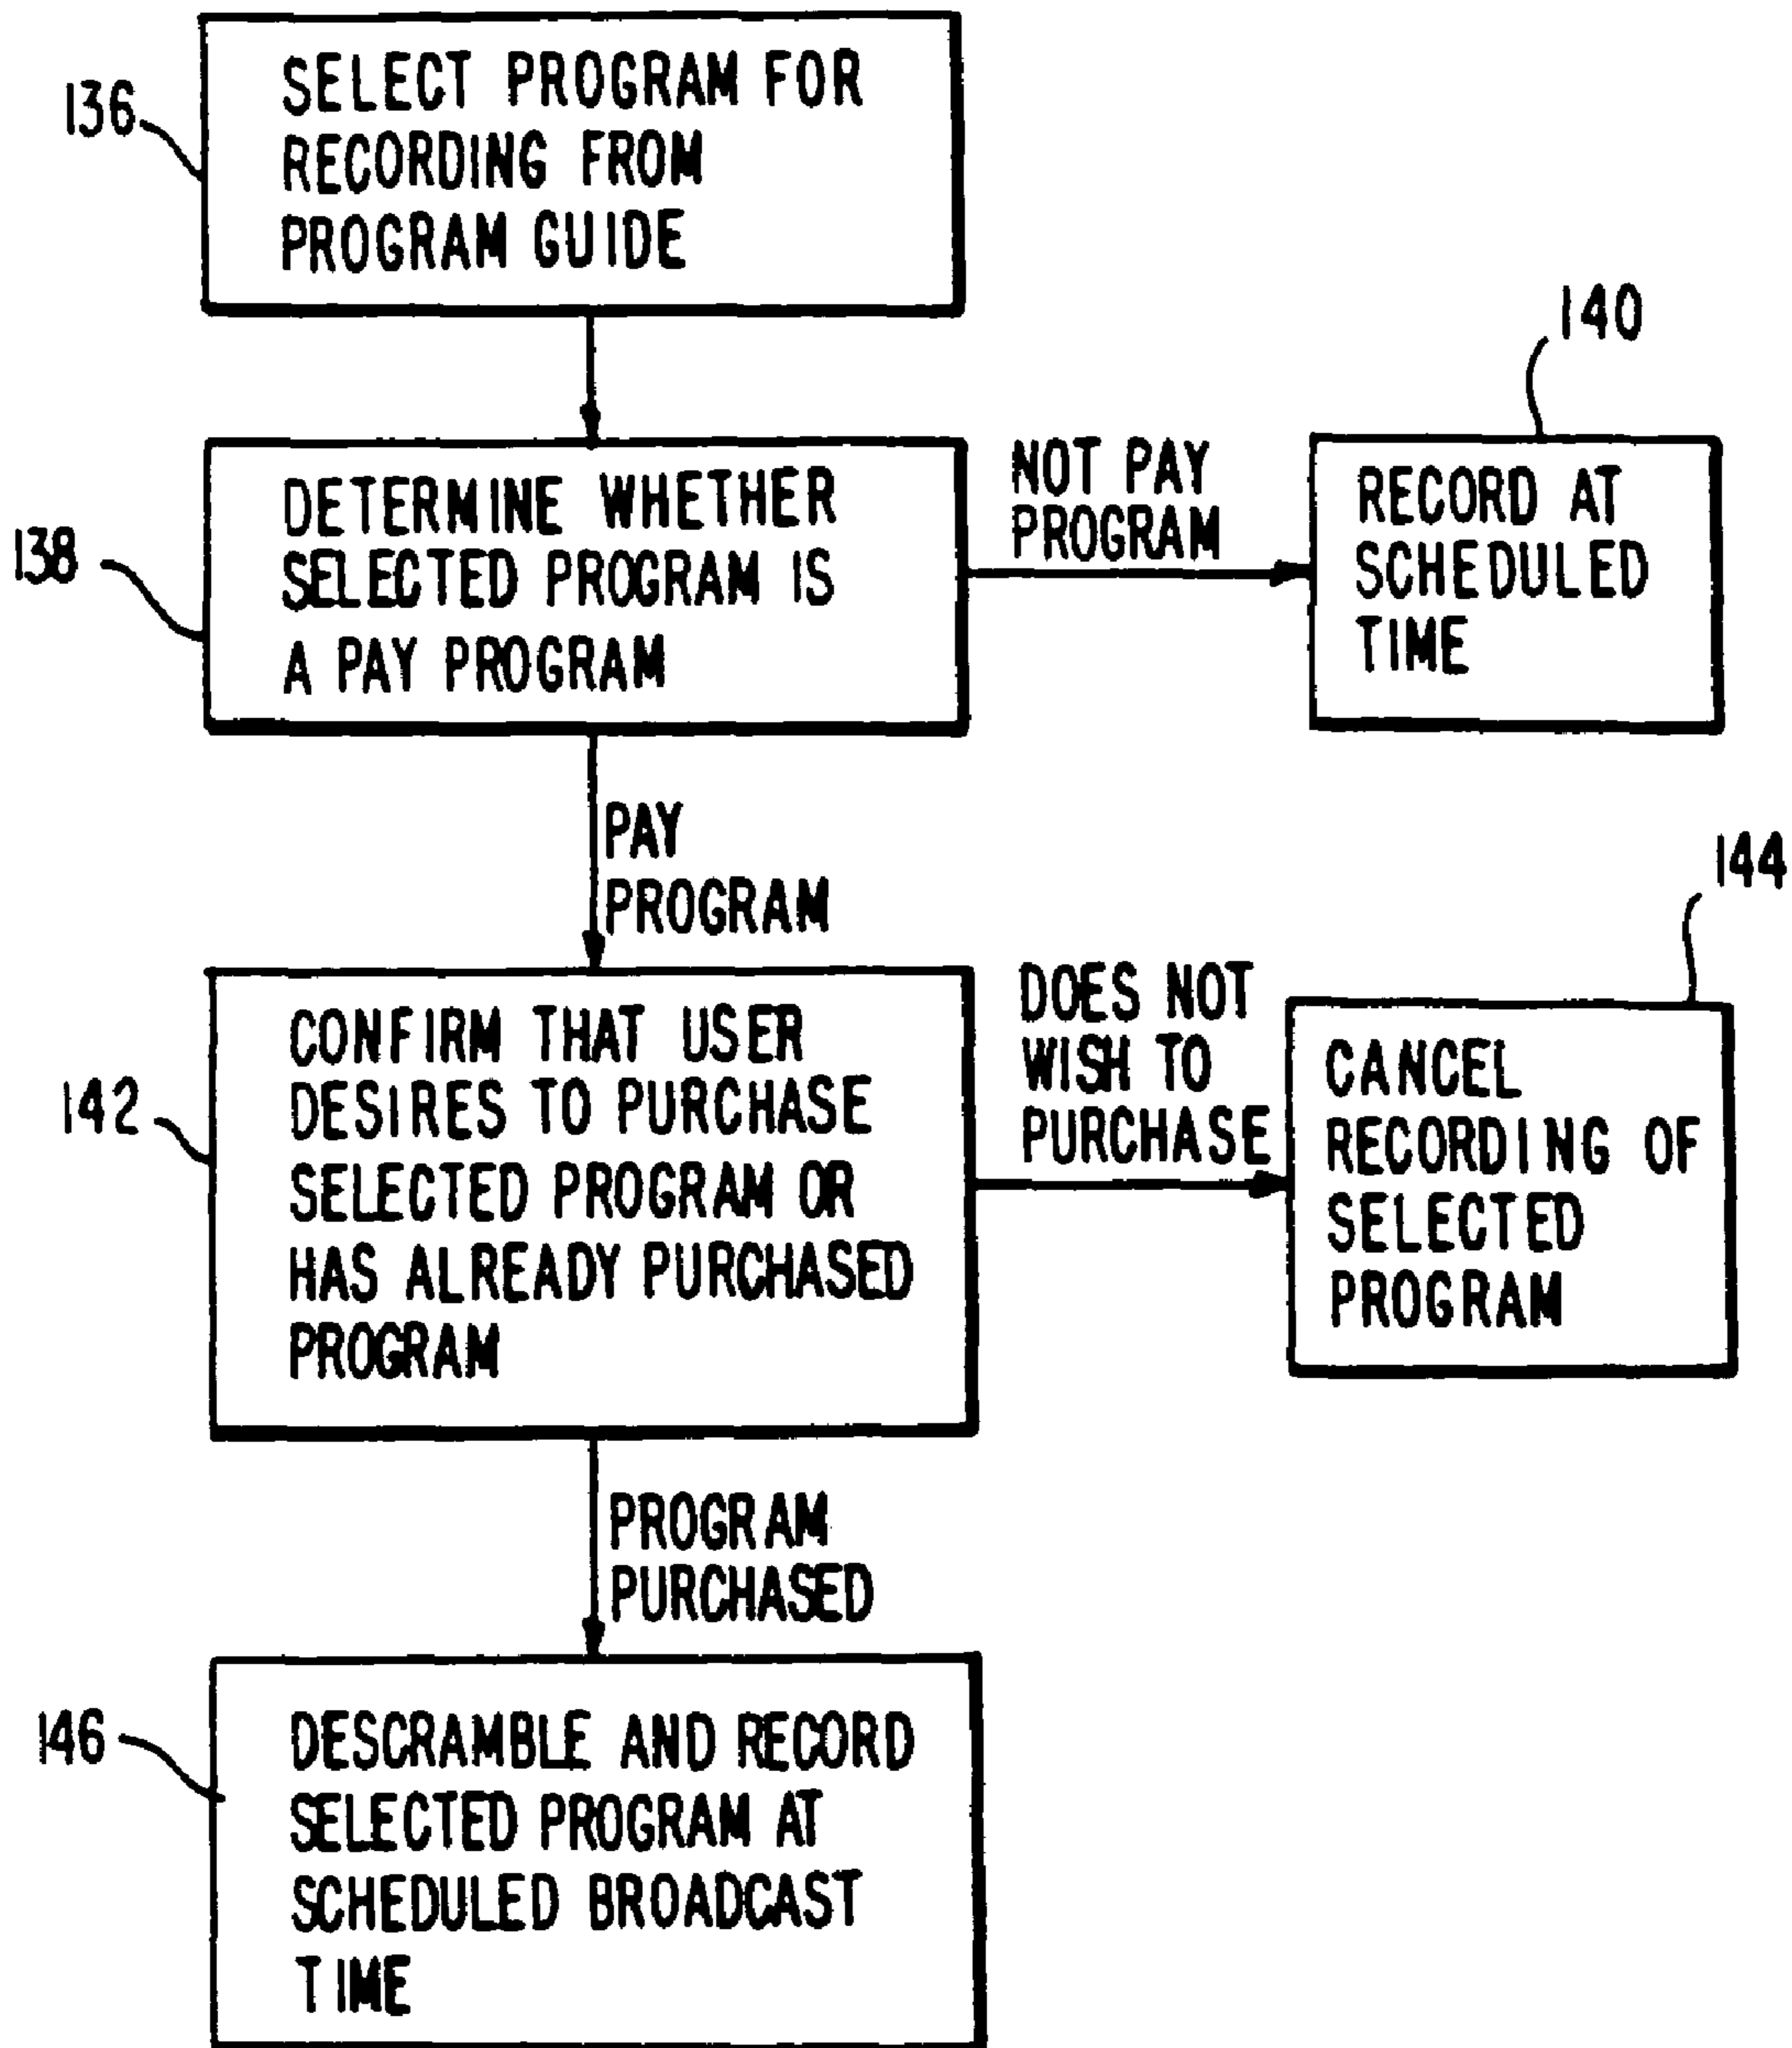 136
SELECT PROGRAM FOR
RECORDING FROM
PROGRAM GUIDE
138
DETERMINE WHETHER
SELECTED PROGRAM IS
A PAY PROGRAM
NOT PAY
PROGRAM
140
RECORD AT
SCHEDULED
TIME
PAY
PROGRAM
142
CONFIRM THAT USER
DESIRES TO PURCHASE
SELECTED PROGRAM OR
HAS ALREADY PURCHASED
PROGRAM
DOES NOT
WISH TO
PURCHASE
144
CANCEL
RECORDING OF
SELECTED
PROGRAM
PROGRAM
PURCHASED
146
DESCRAMBLE AND RECORD
SELECTED PROGRAM AT
SCHEDULED BROADCAST
TIME